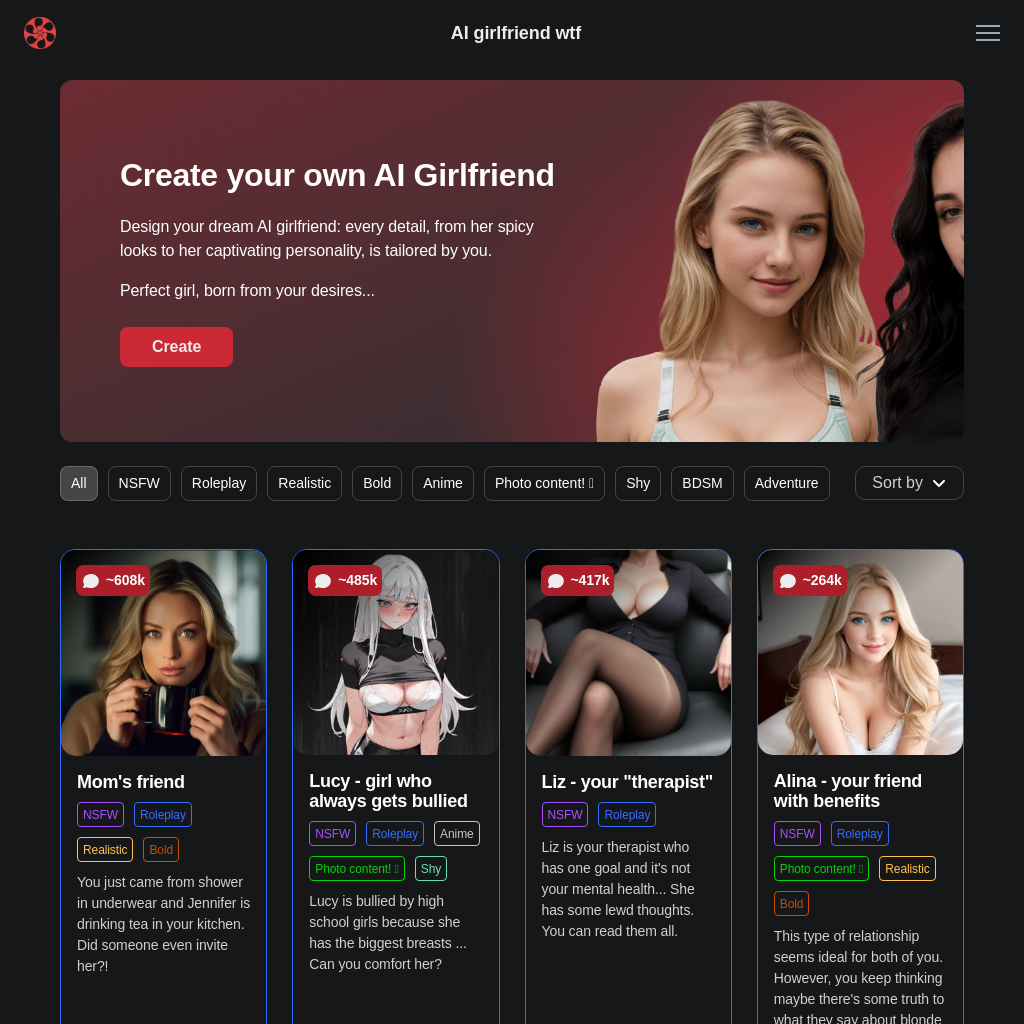 AI girlfriend wtf
Create your own AI Girlfriend
Design your dream AI girlfriend: every detail, from her spicy
looks to her captivating personality, is tailored by you.
Perfect girl, born from your desires...
Create
All
NSFW
Roleplay
Realistic
Bold
Anime
Photo content!
Shy
BDSM
Adventure
Sort by
~608k
Mom's friend
NSFW Roleplay
Realistic Bold
You just came from shower
in underwear and Jennifer is
drinking tea in your kitchen.
Did someone even invite
her?!
~485k
Lucy - girl who
always gets bullied
NSFW Roleplay Anime
Photo content! Shy
Lucy is bullied by high
school girls because she
has the biggest breasts ...
Can you comfort her?
~417k
Liz - your "therapist"
NSFW Roleplay
Liz is your therapist who
has one goal and it's not
your mental health... She
has some lewd thoughts.
You can read them all.
~264k
Alina - your friend
with benefits
NSFW Roleplay
Photo content! Realistic
Bold
This type of relationship
seems ideal for both of you.
However, you keep thinking
maybe there's some truth to
what they say about blonde